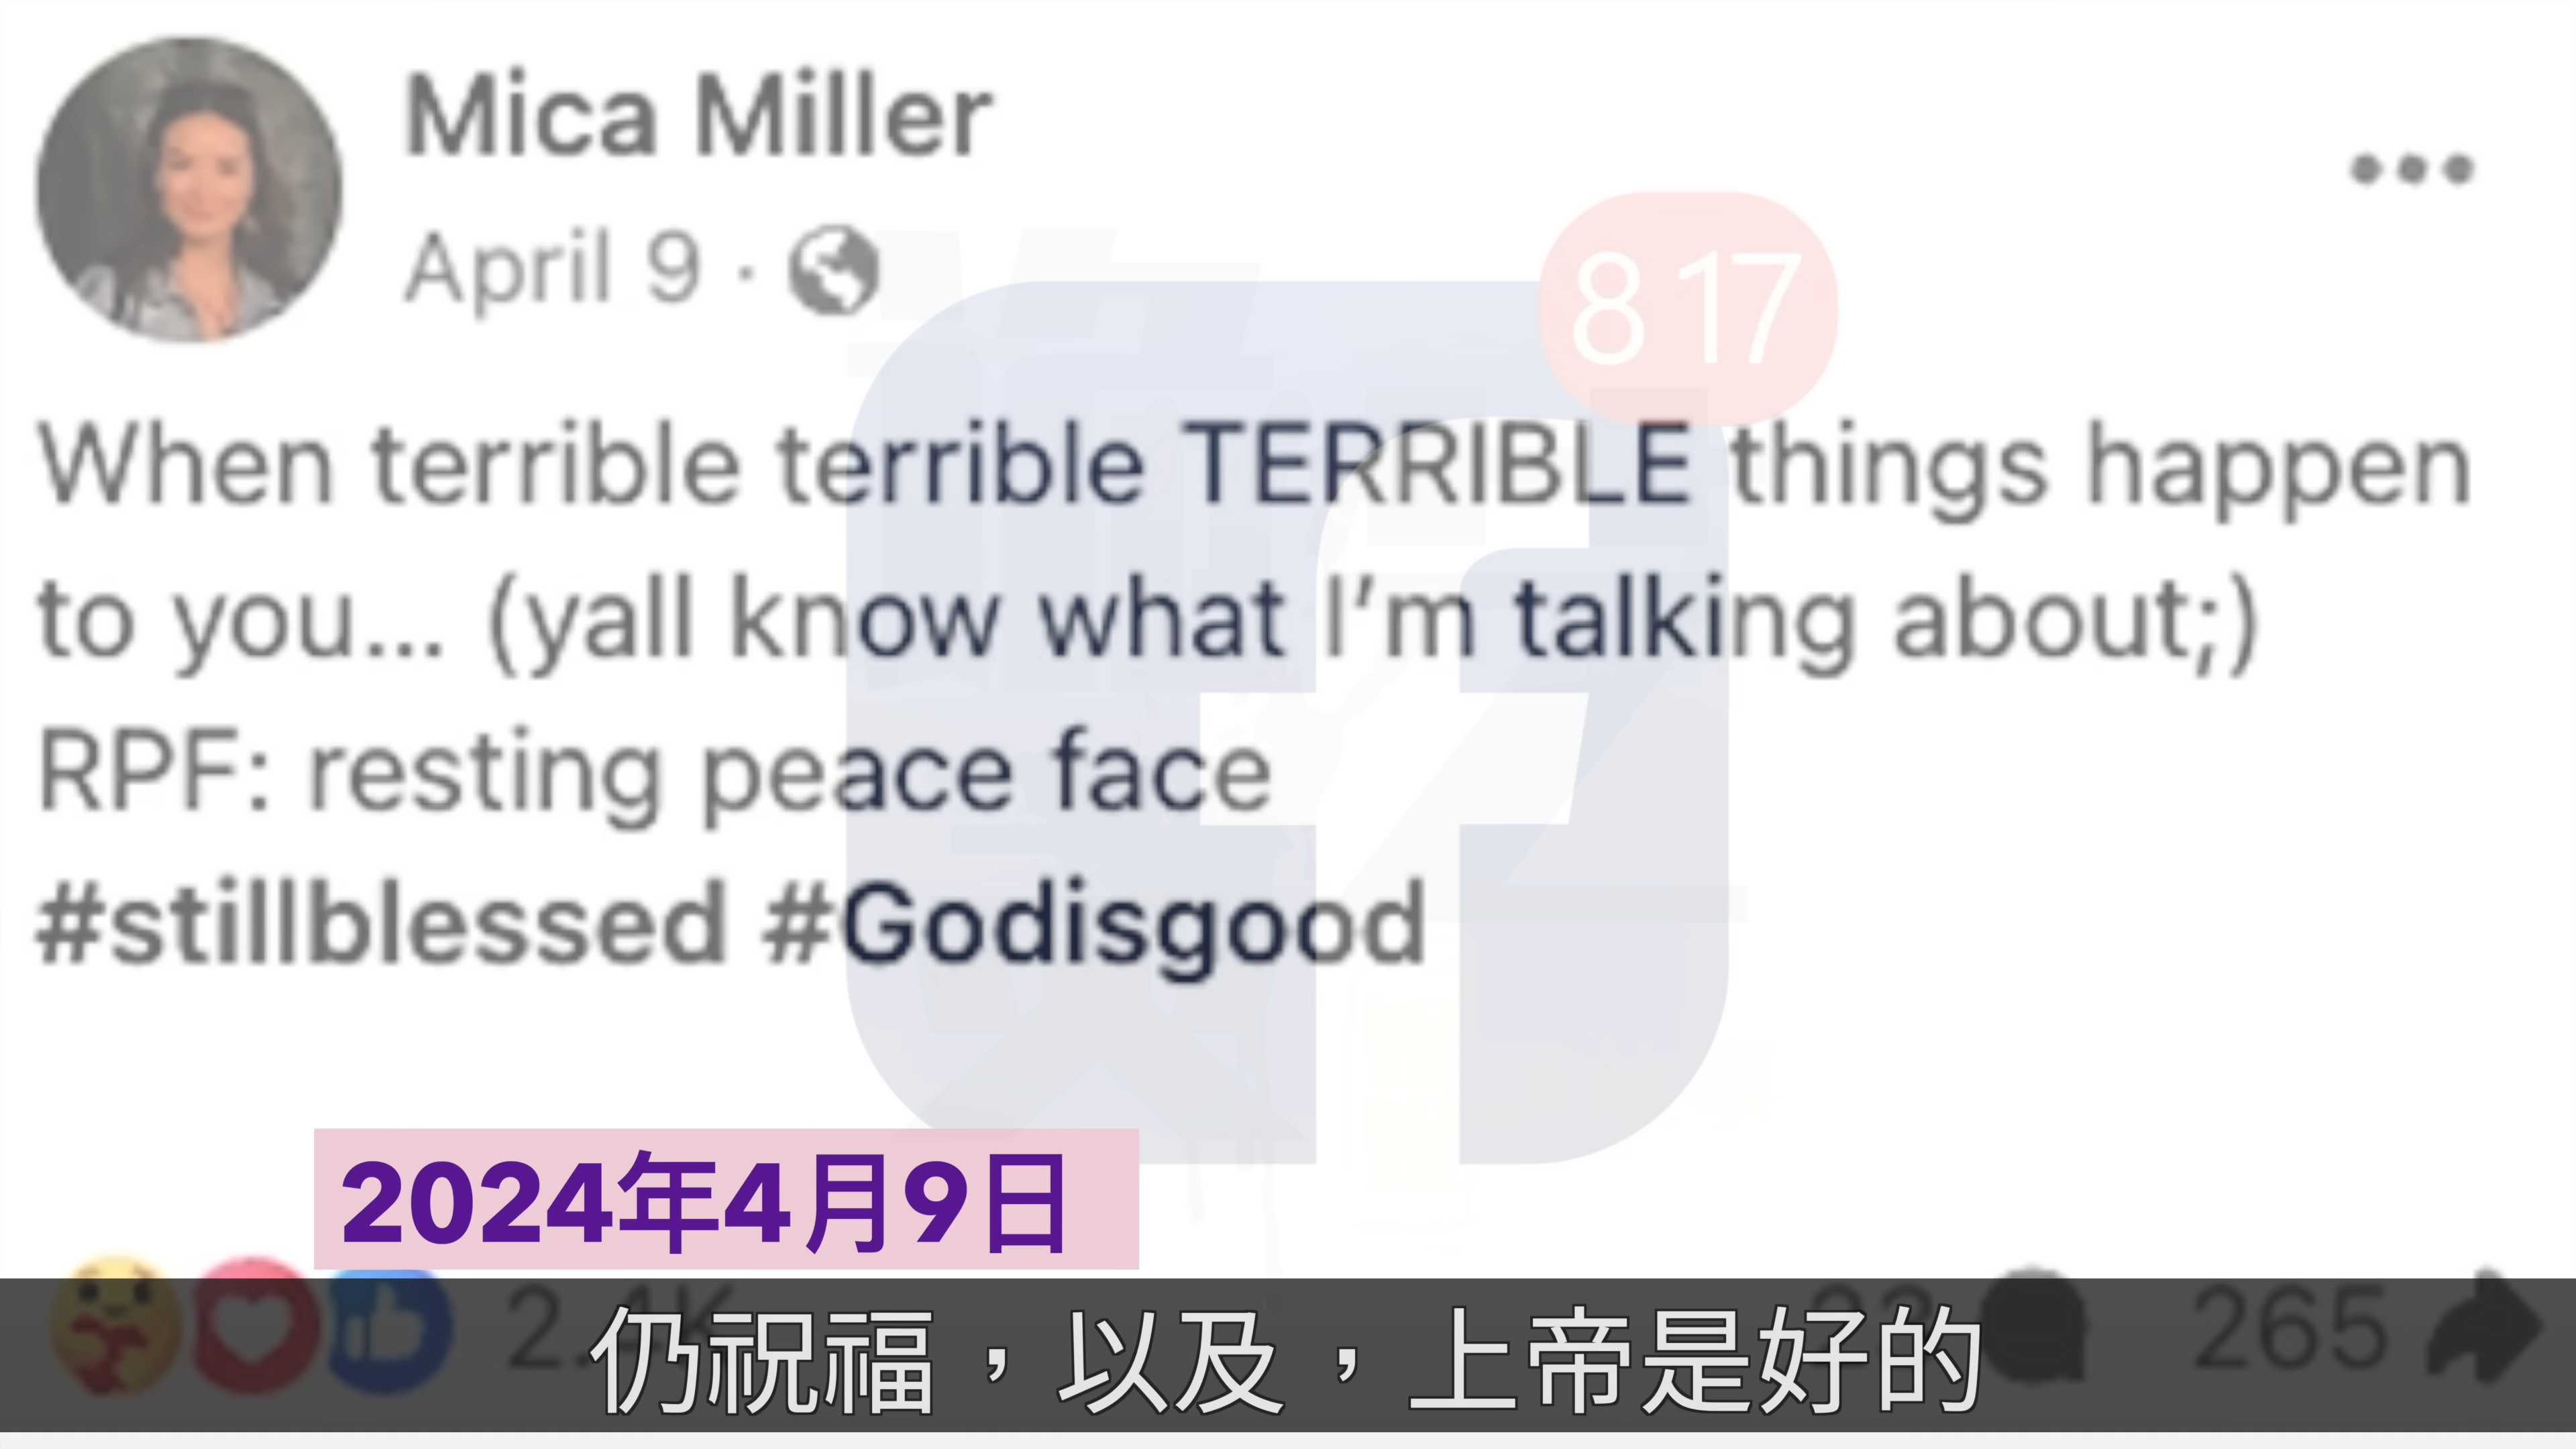 Mica Miller
April 9 ·
817
When terrible terrible TERRIBLE things happen
to you... (yall know what I'm talking about;)
RPF: resting peace face
#stillblessed #Godisgood
2024年4月9日
265
仍祝福，以及，上帝是好的